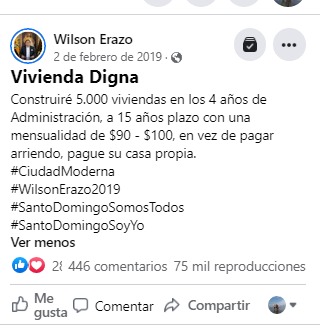 Wilson Erazo
2 de febrero de 2019 ·
Vivienda Digna
Construiré 5.000 viviendas en los 4 años de
Administración, a 15 años plazo con una
mensualidad de $90 - $100, en vez de pagar
arriendo, pague su casa propia.
#CiudadModerna
#WilsonErazo2019
#SantoDomingoSomosTodos
#SantoDomingoSoyYo
Ver menos
446 comentarios 75 mil reproducciones
Me gusta Comentar Compartir